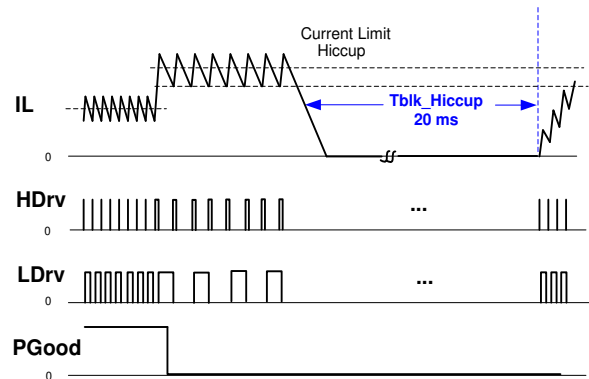 Current Limit
Hiccup
IL
Tblk_Hiccup
20 ms
0
HDrv
...
0
LDrv
...
0
PGood
0